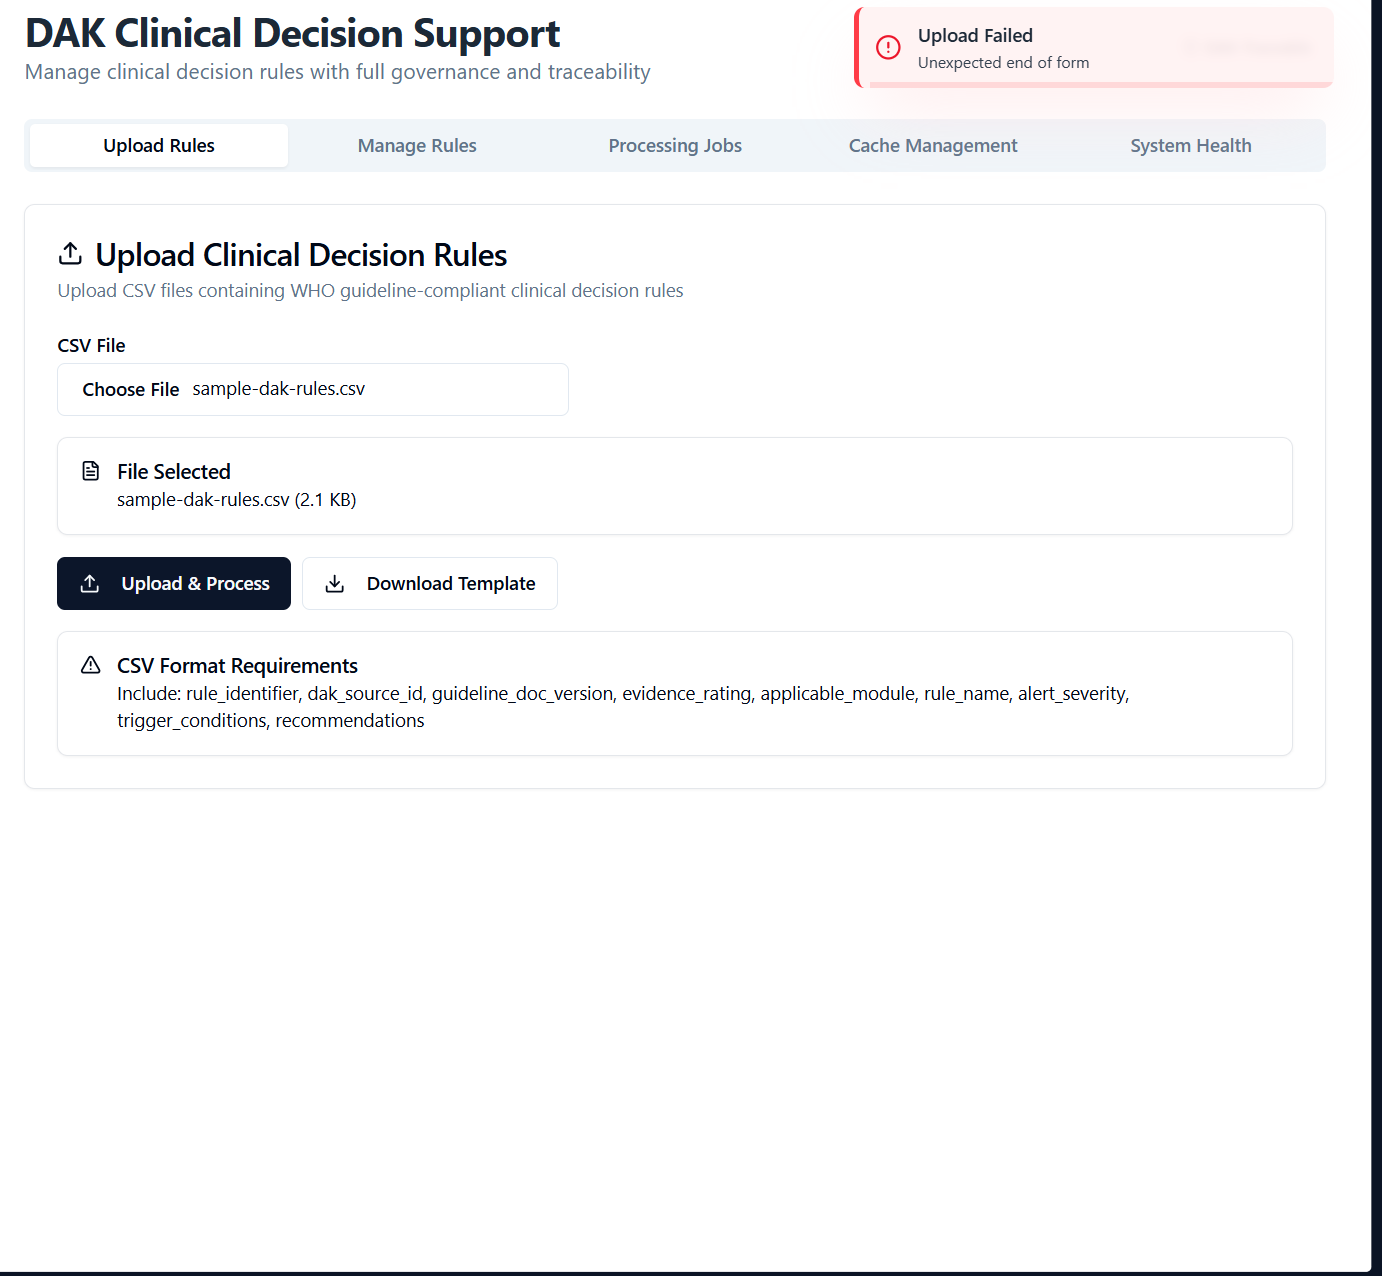 DAK Clinical Decision Support
Manage clinical decision rules with full governance and traceability
Upload Failed
Unexpected end of form
Upload Rules
Manage Rules
Processing Jobs
Cache Management
System Health
Upload Clinical Decision Rules
Upload CSV files containing WHO guideline-compliant clinical decision rules
CSV File
Choose File sample-dak-rules.csv
File Selected
sample-dak-rules.csv (2.1 KB)
Upload & Process
Download Template
CSV Format Requirements
Include: rule_identifier, dak_source_id, guideline_doc_version, evidence_rating, applicable_module, rule_name, alert_severity,
trigger_conditions, recommendations